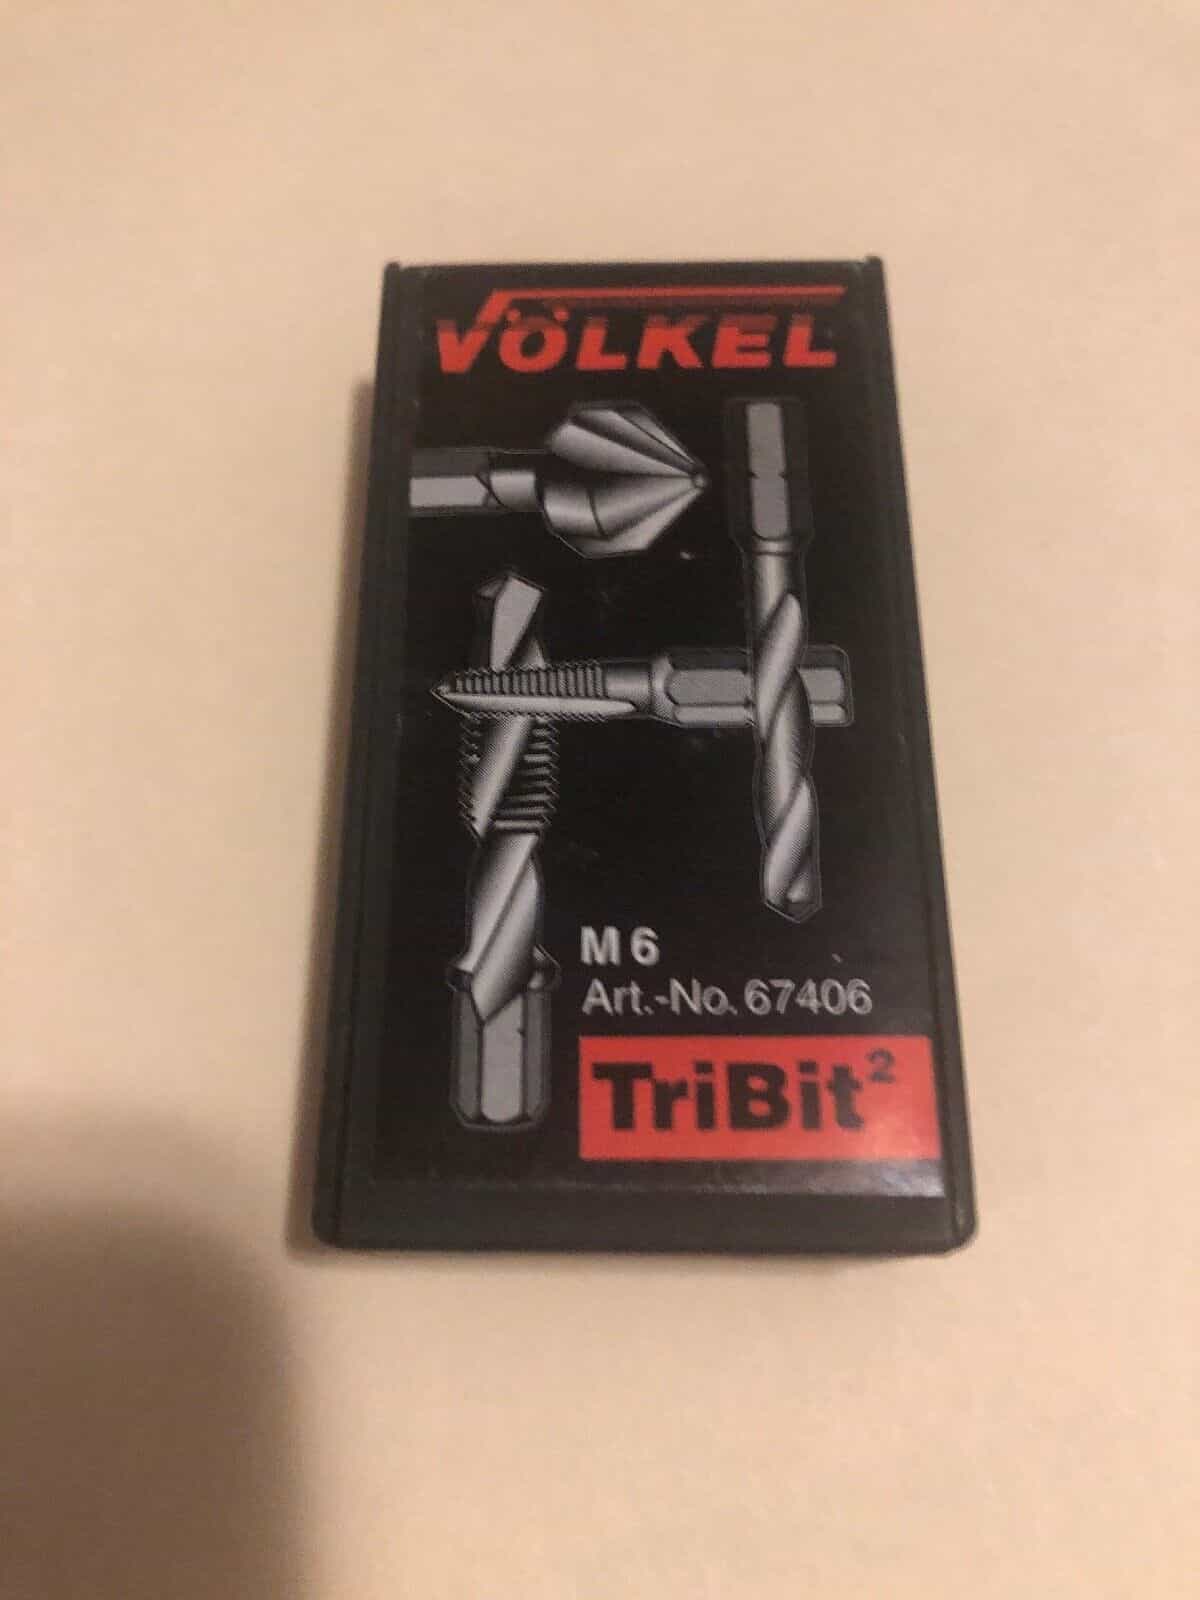 VÖLKEL
M 6
Art.-No. 67406
TriBit²